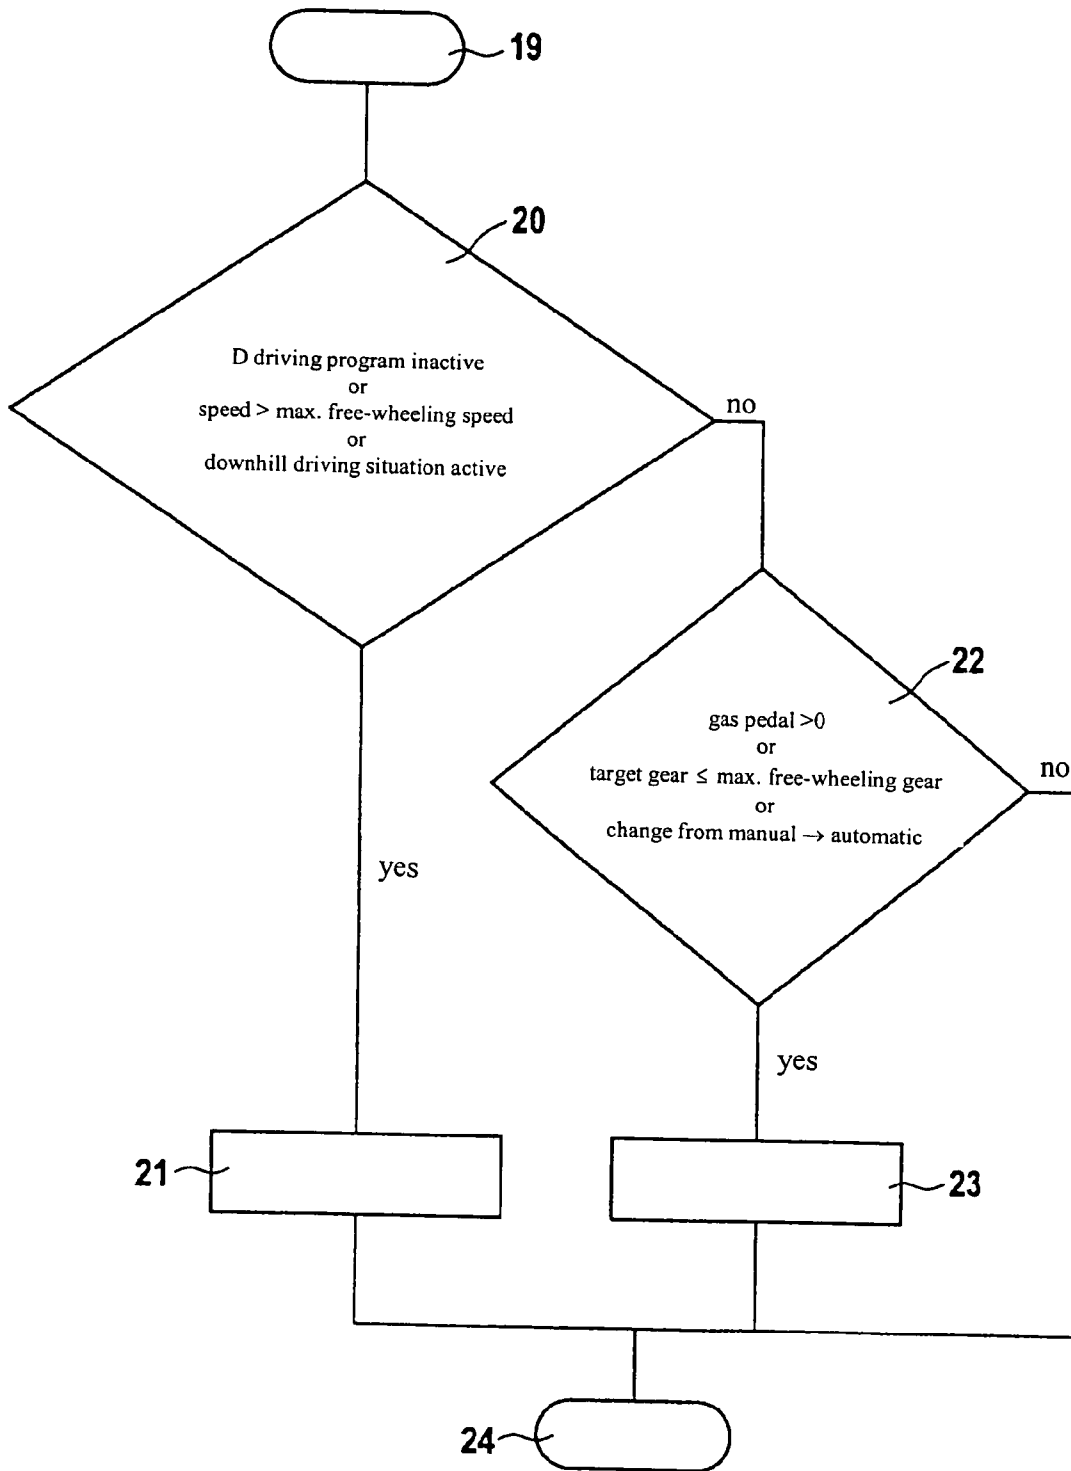 19
20
D driving program inactive
or
speed > max. free-wheeling speed
or
downhill driving situation active
no
22
gas pedal >0
or
target gear ≤ max. free-wheeling gear
or
change from manual → automatic
no
yes
yes
21
23
24